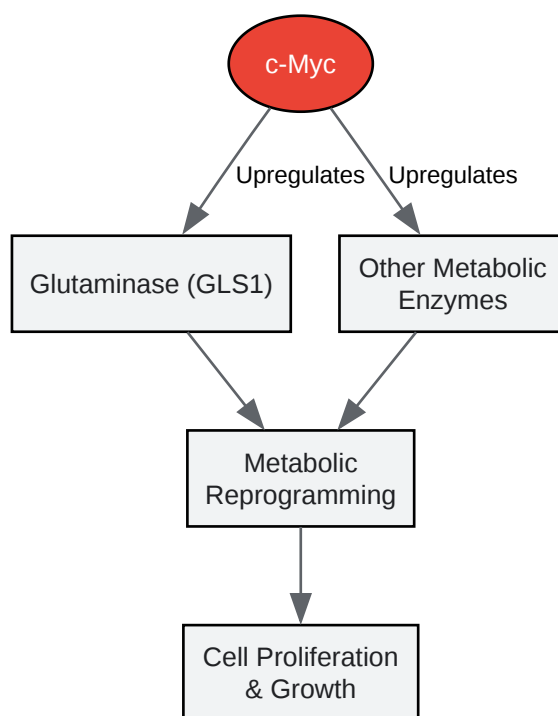 c-Myc
Upregulates
Upregulates
Glutaminase (GLS1)
Other Metabolic
Enzymes
Metabolic
Reprogramming
Cell Proliferation
& Growth